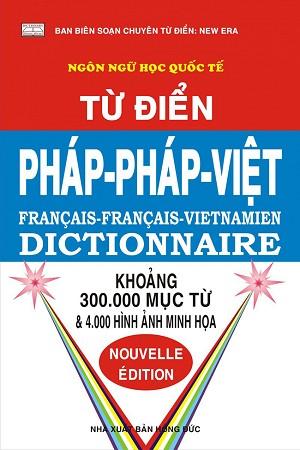 BAN BIÊN SOẠN CHUYÊN TỪ ĐIỂN: NEW ERA
NGÔN NGỮ HỌC QUỐC TẾ
TỪ ĐIỂN
PHÁP-PHÁP-VIỆT
FRANÇAIS-FRANÇAIS-VIETNAMIEN
DICTIONNAIRE
KHOẢNG
300.000 MỤC TỪ
& 4.000 HÌNH ẢNH MINH HỌA
NOUVELLE
ÉDITION
NHÀ XUẤT BẢN HỒNG ĐỨC